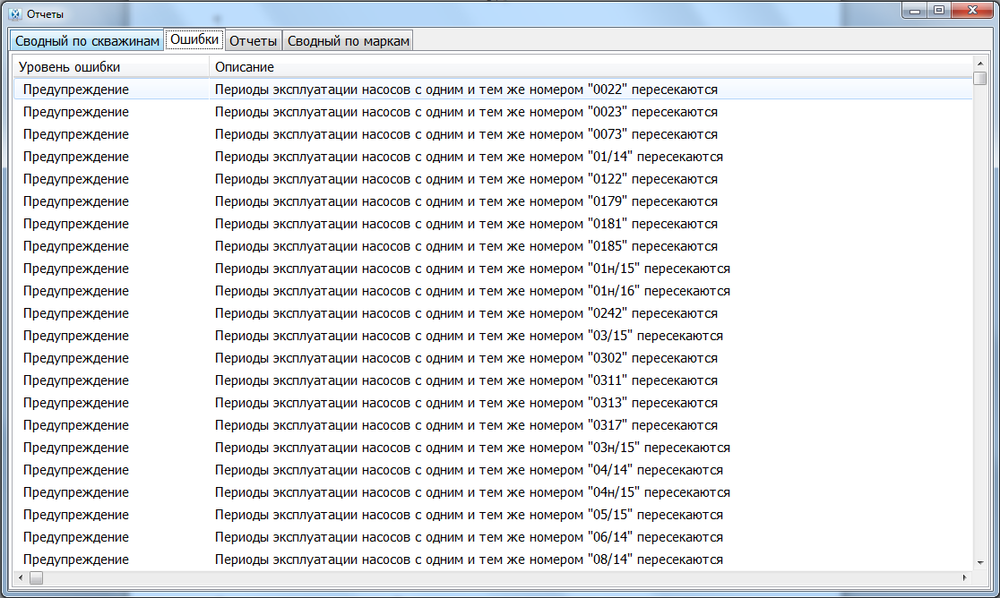 Отчеты
Сводный по скважинам Ошибки Отчеты Сводный по маркам
Уровень ошибки Описание
Предупреждение Периоды эксплуатации насосов с одним и тем же номером "0022" пересекаются
Предупреждение Периоды эксплуатации насосов с одним и тем же номером "0023" пересекаются
Предупреждение Периоды эксплуатации насосов с одним и тем же номером "0073" пересекаются
Предупреждение Периоды эксплуатации насосов с одним и тем же номером "01/14" пересекаются
Предупреждение Периоды эксплуатации насосов с одним и тем же номером "0122" пересекаются
Предупреждение Периоды эксплуатации насосов с одним и тем же номером "0179" пересекаются
Предупреждение Периоды эксплуатации насосов с одним и тем же номером "0181" пересекаются
Предупреждение Периоды эксплуатации насосов с одним и тем же номером "0185" пересекаются
Предупреждение Периоды эксплуатации насосов с одним и тем же номером "01н/15" пересекаются
Предупреждение Периоды эксплуатации насосов с одним и тем же номером "01н/16" пересекаются
Предупреждение Периоды эксплуатации насосов с одним и тем же номером "0242" пересекаются
Предупреждение Периоды эксплуатации насосов с одним и тем же номером "03/15" пересекаются
Предупреждение Периоды эксплуатации насосов с одним и тем же номером "0302" пересекаются
Предупреждение Периоды эксплуатации насосов с одним и тем же номером "0311" пересекаются
Предупреждение Периоды эксплуатации насосов с одним и тем же номером "0313" пересекаются
Предупреждение Периоды эксплуатации насосов с одним и тем же номером "0317" пересекаются
Предупреждение Периоды эксплуатации насосов с одним и тем же номером "03н/15" пересекаются
Предупреждение Периоды эксплуатации насосов с одним и тем же номером "04/14" пересекаются
Предупреждение Периоды эксплуатации насосов с одним и тем же номером "04н/15" пересекаются
Предупреждение Периоды эксплуатации насосов с одним и тем же номером "05/15" пересекаются
Предупреждение Периоды эксплуатации насосов с одним и тем же номером "06/14" пересекаются
Предупреждение Периоды эксплуатации насосов с одним и тем же номером "08/14" пересекаются